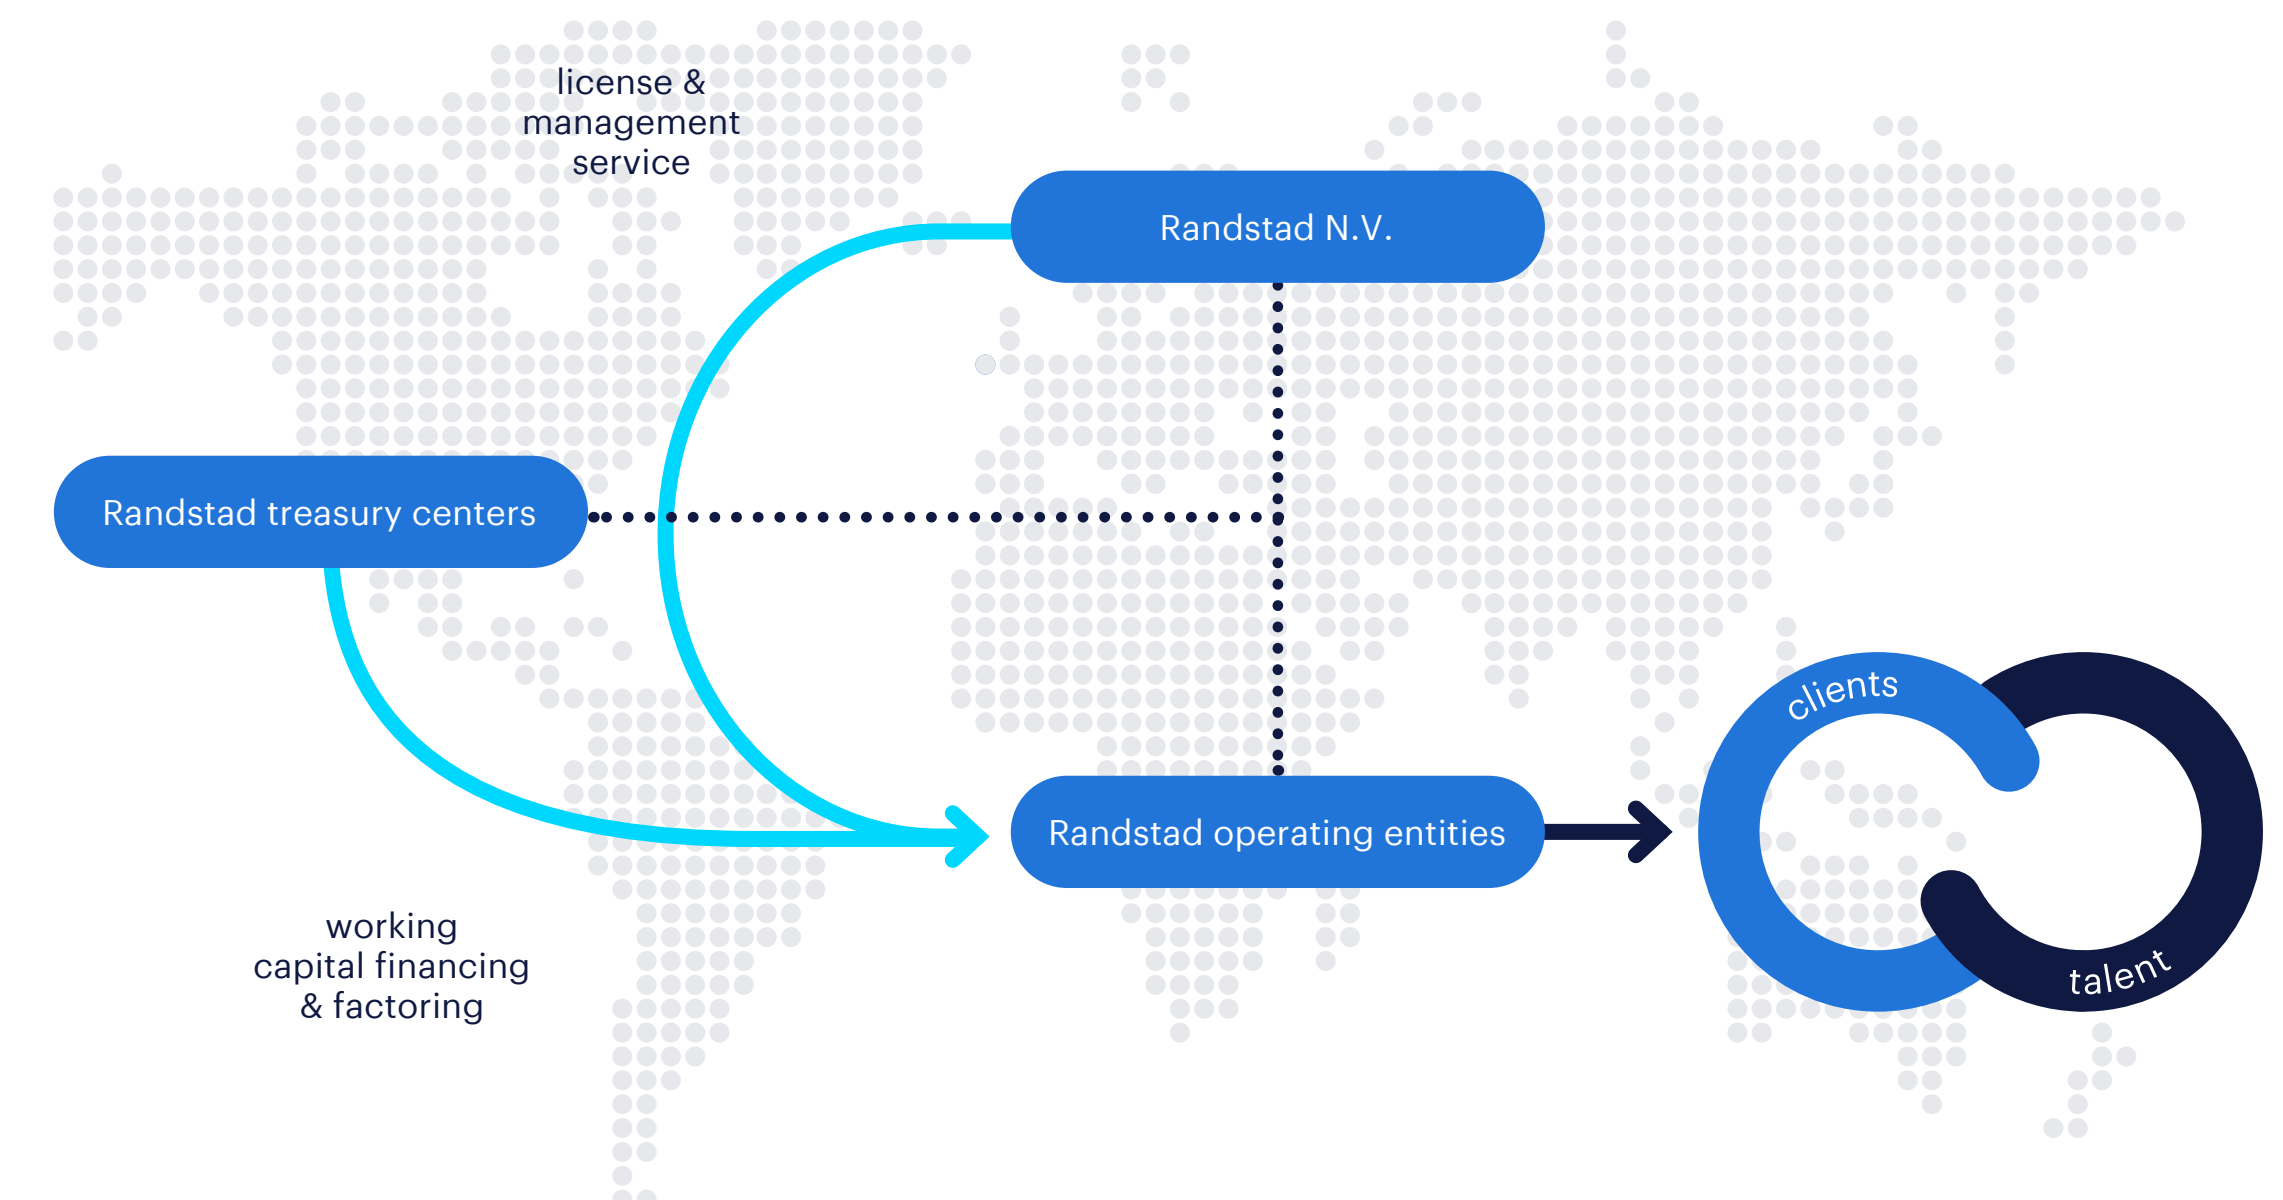 license &
management
service
Randstad N.V.
Randstad treasury centers
clients
Randstad operating entities
working
capital financing
& factoring
talent